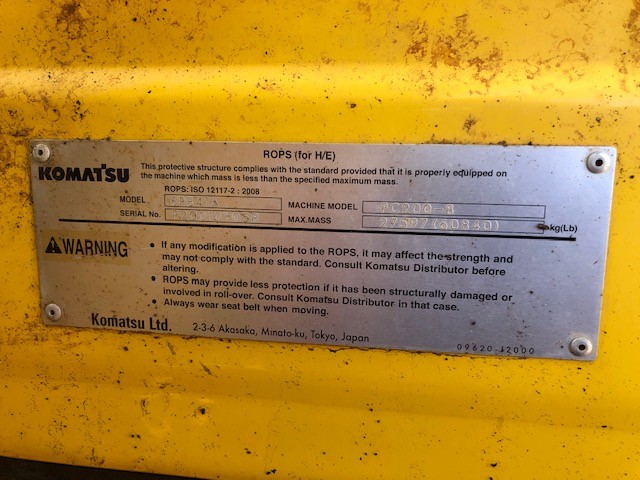 ROPS (for H/E)
KOMATSU
This protective structure complies with the standard provided that it is properly equipped on
the machine which mass is less than the specified maximum mass.
ROPS: ISO 12117-2 : 2008
MODEL
MACHINE MODEL PC200-8
SERIAL No.
MAX.MASS kg(Lb)
WARNING
• If any modification is applied to the ROPS, it may affect the strength and
may not comply with the standard. Consult Komatsu Distributor before
altering.
• ROPS may provide less protection if it has been structurally damaged or
involved in roll-over. Consult Komatsu Distributor in that case.
• Always wear seat belt when moving.
Komatsu Ltd. 2-3-6 Akasaka, Minato-ku, Tokyo, Japan